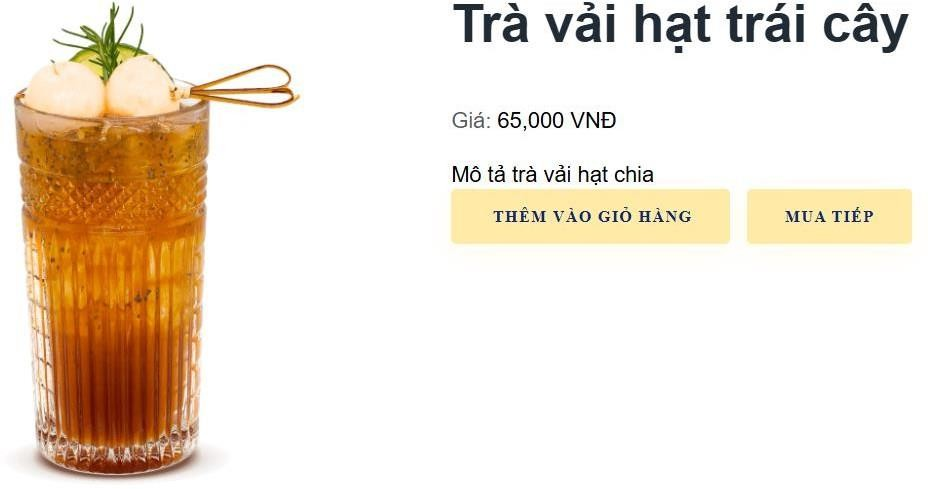 Trà vải hạt trái cây
Giá: 65,000 VNĐ
Mô tả trà vải hạt chia
THÊM VÀO GIỎ HÀNG
MUA TIẾP